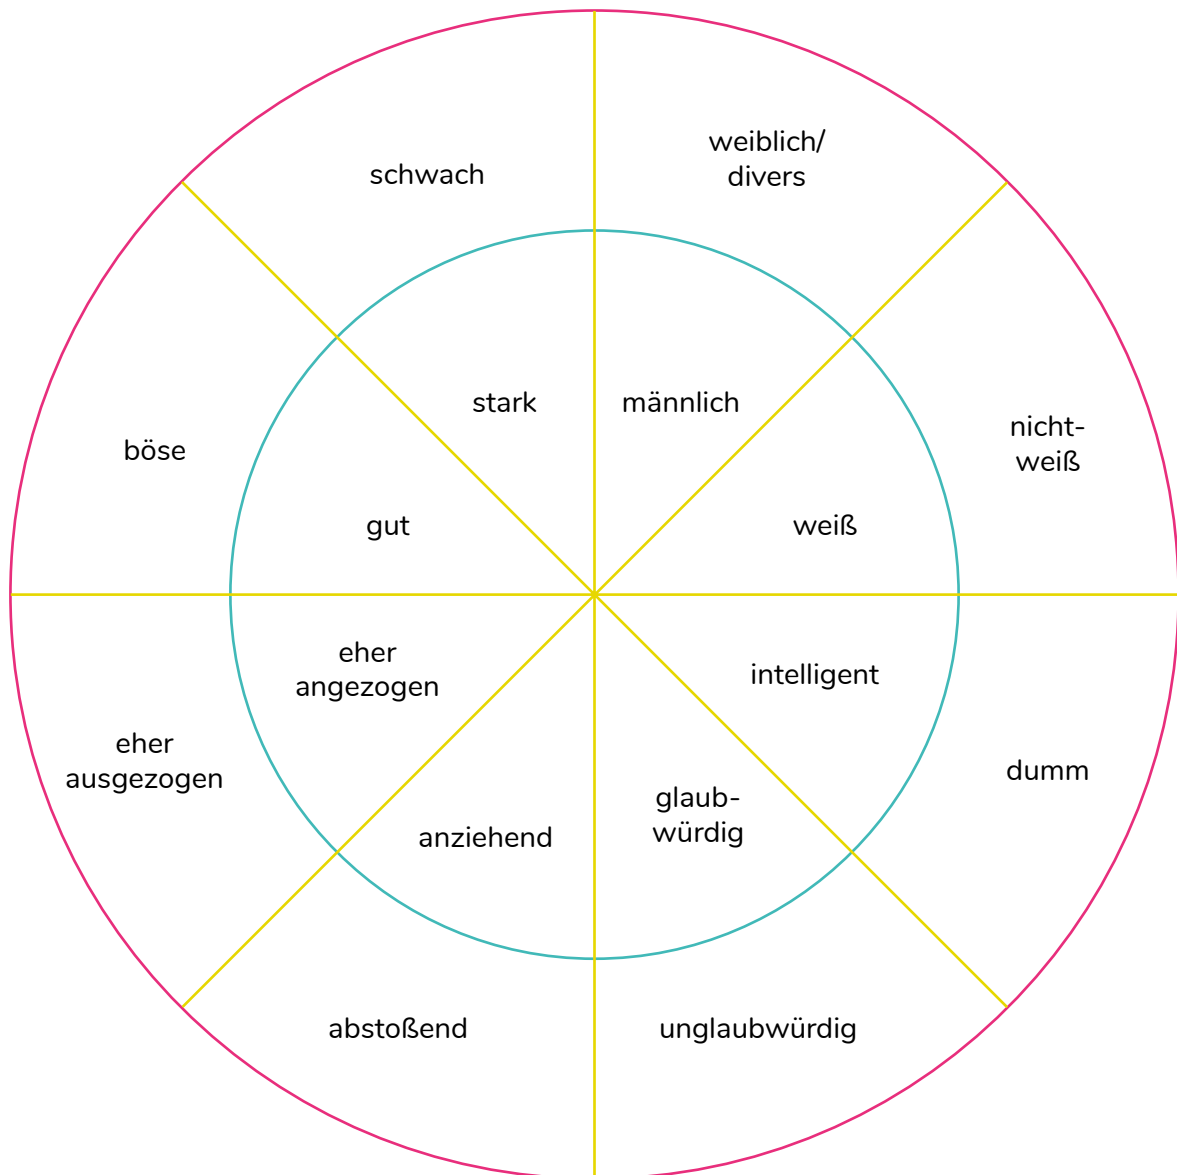 weiblich/
divers
schwach
stark
männlich
nicht-
weiß
böse
gut
weiß
eher
angezogen
intelligent
eher
ausgezogen
dumm
glaub-
würdig
anziehend
abstoßend
unglaubwürdig